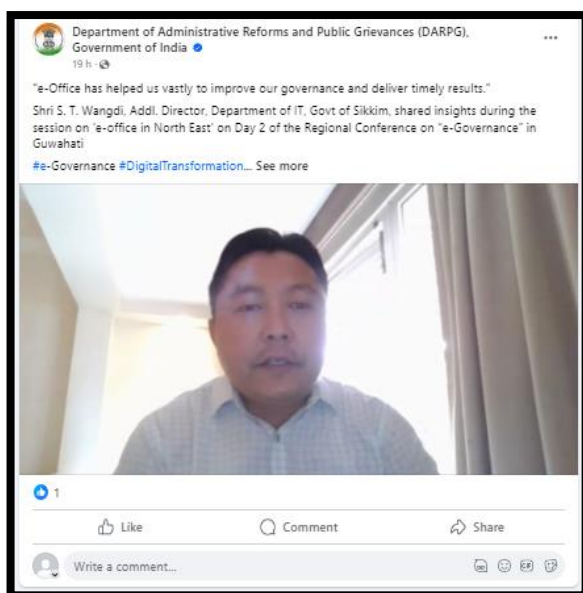 Department of Administrative Reforms and Public Grievances (DARPG),
Government of India
19 h ·
"e-Office has helped us vastly to improve our governance and deliver timely results."
Shri S. T. Wangdi, Addl. Director, Department of IT, Govt of Sikkim, shared insights during the
session on 'e-office in North East' on Day 2 of the Regional Conference on "e-Governance" in
Guwahati
#e-Governance #DigitalTransformation... See more
1
Like Comment Share
Write a comment...